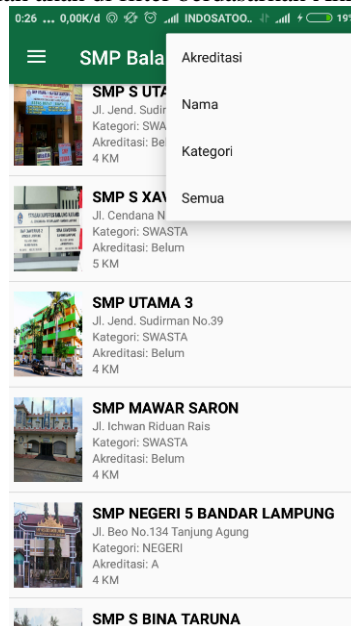 0:26 ... 0,00K/d INDOSATOO.. 19%
SMP Bala
Akreditasi
Nama
Kategori
Semua
SMP S UTA
Jl. Jend. Sudir
Kategori: SWA
Akreditasi: Be
4 KM
SMP S XAV
Jl. Cendana N
Kategori: SWASTA
Akreditasi: Belum
5 KM
SMP UTAMA 3
Jl. Jend. Sudirman No.39
Kategori: SWASTA
Akreditasi: Belum
4 KM
SMP MAWAR SARON
Jl. Ichwan Riduan Rais
Kategori: SWASTA
Akreditasi: Belum
4 KM
SMP NEGERI 5 BANDAR LAMPUNG
Jl. Beo No.134 Tanjung Agung
Kategori: NEGERI
Akreditasi: A
4 KM
SMP S BINA TARUNA